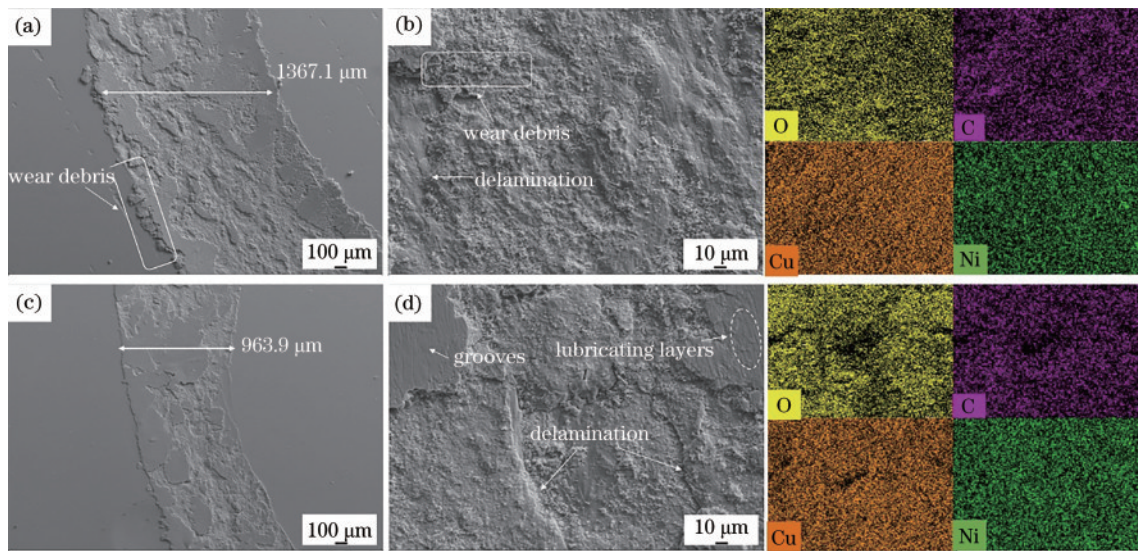 (a)
1367.1 μm
wear debris
100 μm
(b)
wear debris
delamination
10 μm
O
C
Cu
Ni
(c)
963.9 μm
100 μm
(d)
grooves
lubricating layers
delamination
10 μm
O
C
Cu
Ni